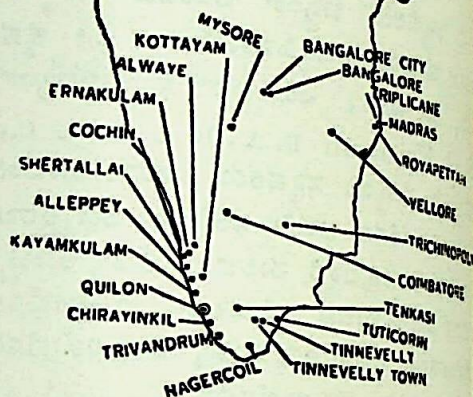 MYSORE
KOTTAYAM
ALWAYE
ERNAKULAM
COCHIN
SHERTALLAI
ALLEPPEY
KAYAMKULAM
QUILON
CHIRAYINKIL
TRIVANDRUM
NAGERCOIL
BANGALORE CITY
BANGALORE
TRIPLICANE
MADRAS
ROYAPETTAH
VELLORE
TRICHINOPOLY
COIMBATORE
TENKASI
TUTICORIN
TINNEVELLY
TINNEVELLY TOWN